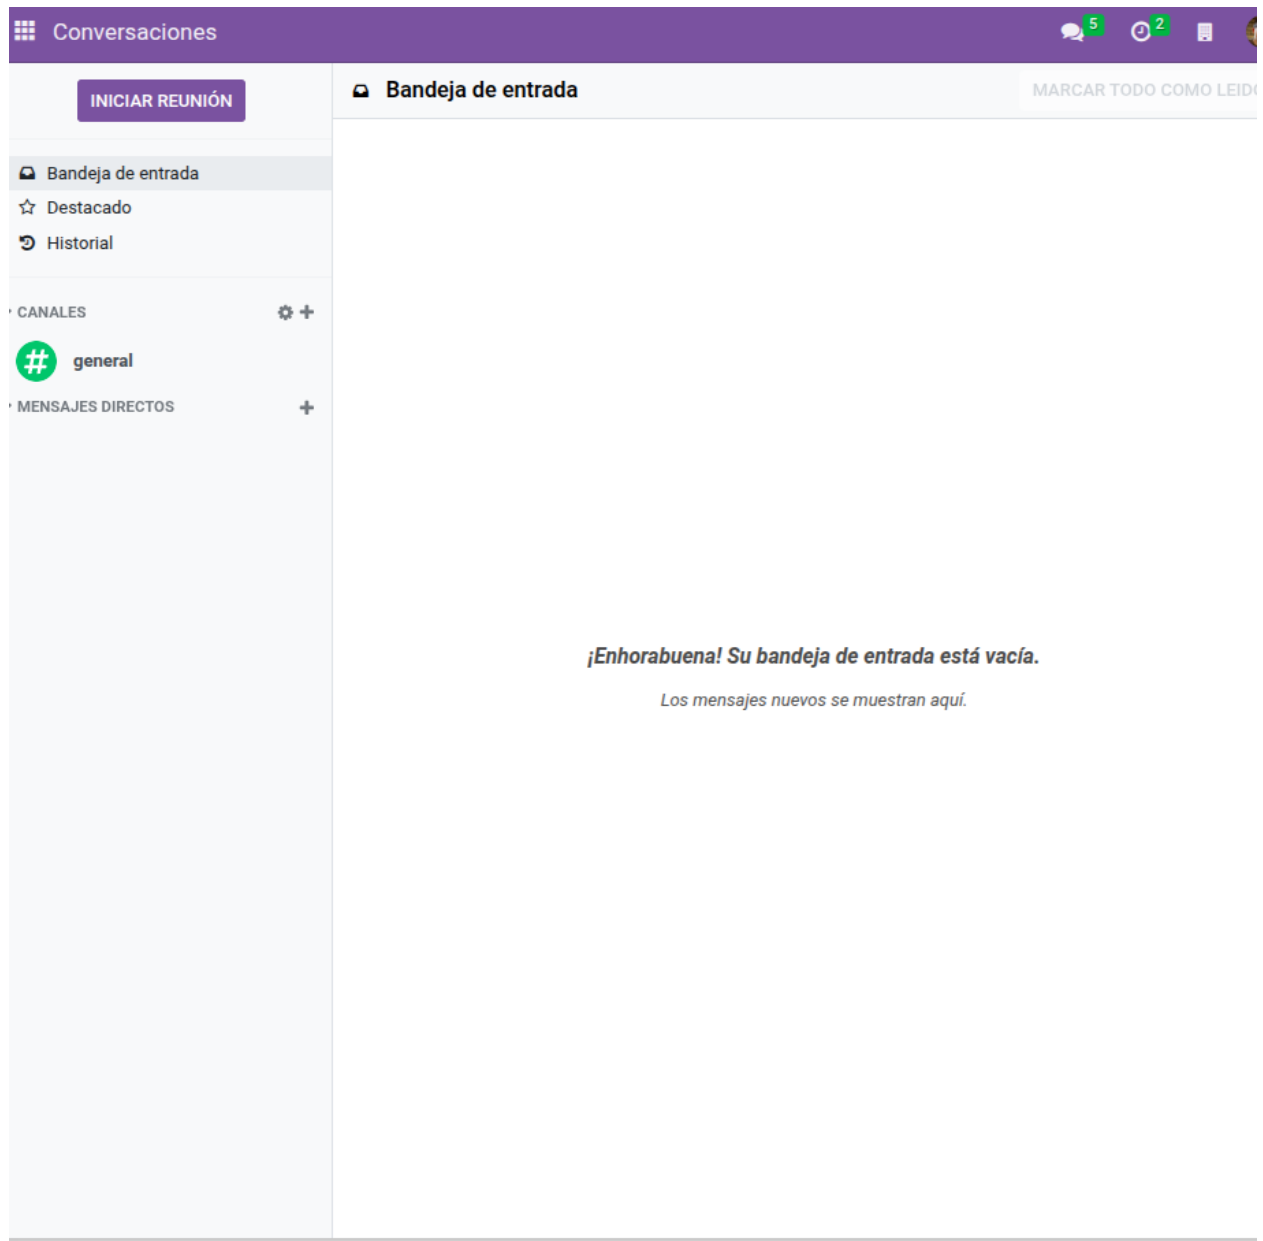 Conversaciones
5
2
INICIAR REUNIÓN
Bandeja de entrada
MARCAR TODO COMO LEIDO
Bandeja de entrada
Destacado
Historial
CANALES
general
MENSAJES DIRECTOS
¡Enhorabuena! Su bandeja de entrada está vacía.
Los mensajes nuevos se muestran aquí.